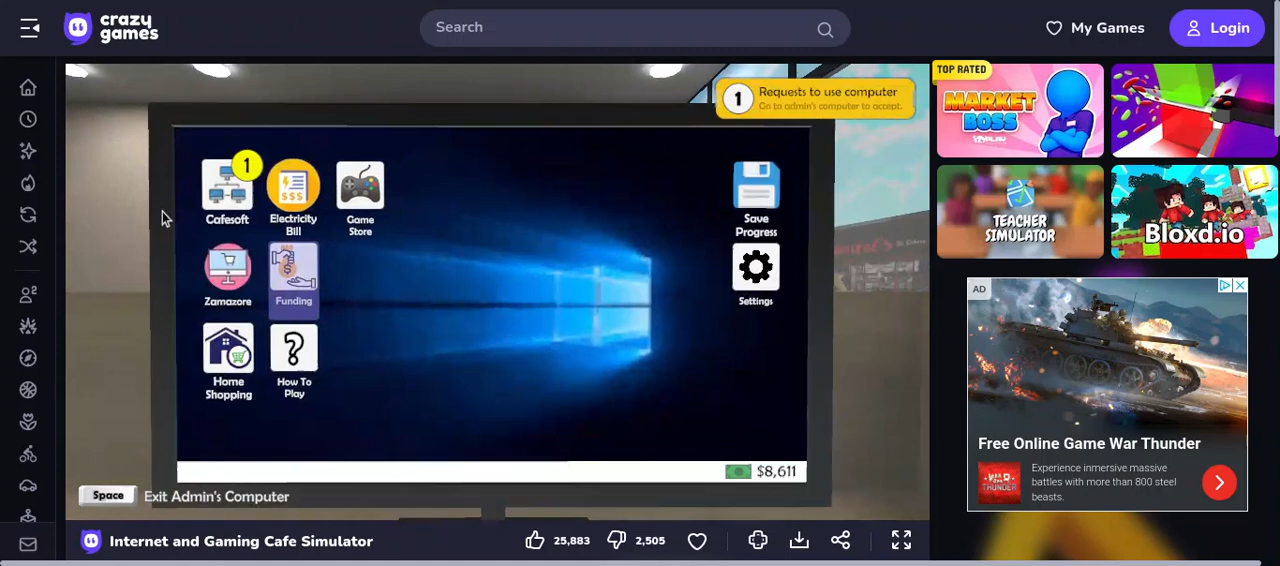 crazy
games
Search
My Games
Login
1
Requests to use computer
Go to admin's computer to accept.
TOP RATED
MARKET
BOSS
1
Cafesoft
Electricity
Bill
Game
Store
Save
Progress
TEACHER
SIMULATOR
Bloxd.io
Zamazore
Funding
Settings
AD
Home
Shopping
?
How To
Play
Free Online Game War Thunder
Experience inmersive massive
battles with more than 800 steel
beasts.
$8,611
Space
Exit Admin's Computer
Internet and Gaming Cafe Simulator
25,883
2,505